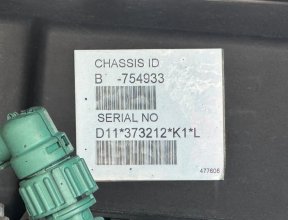 CHASSIS ID
B -754933
SERIAL NO
D11*373212*K1*L
477606